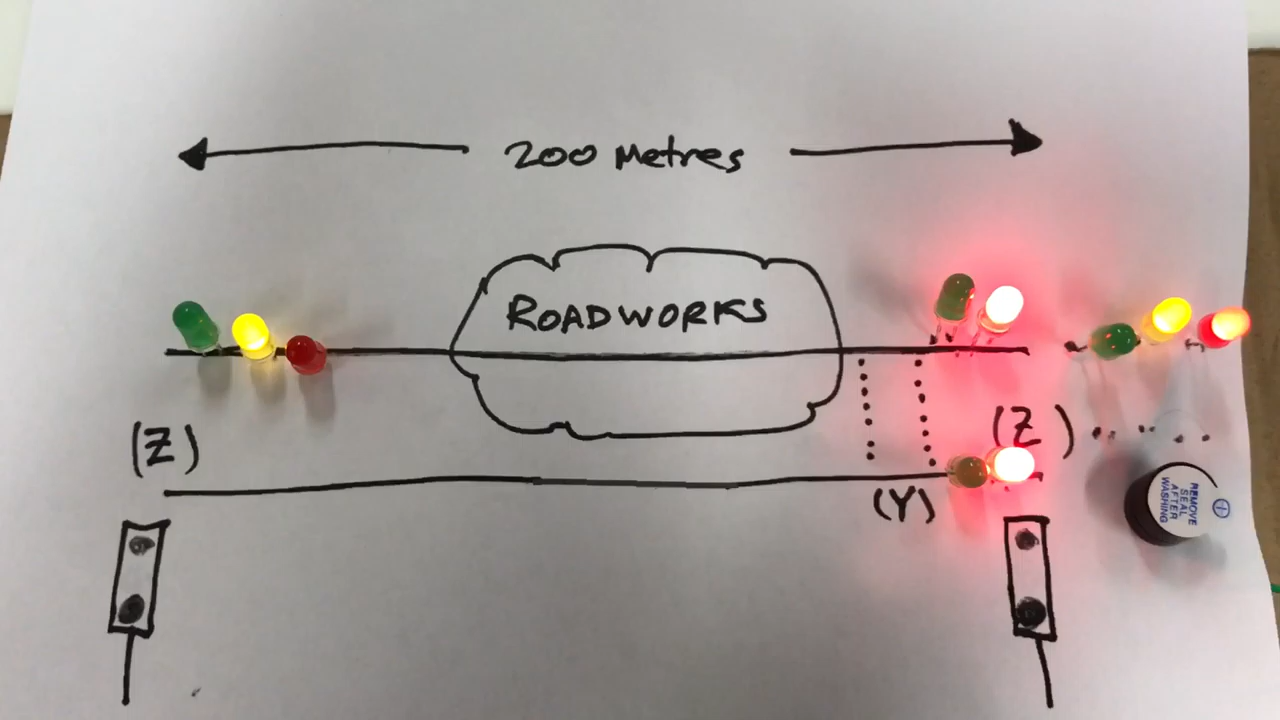 200 Metres
ROADWORKS
(Z)
(Z)
(Y)
REMOVE
SEAL
AFTER
WASHING
+